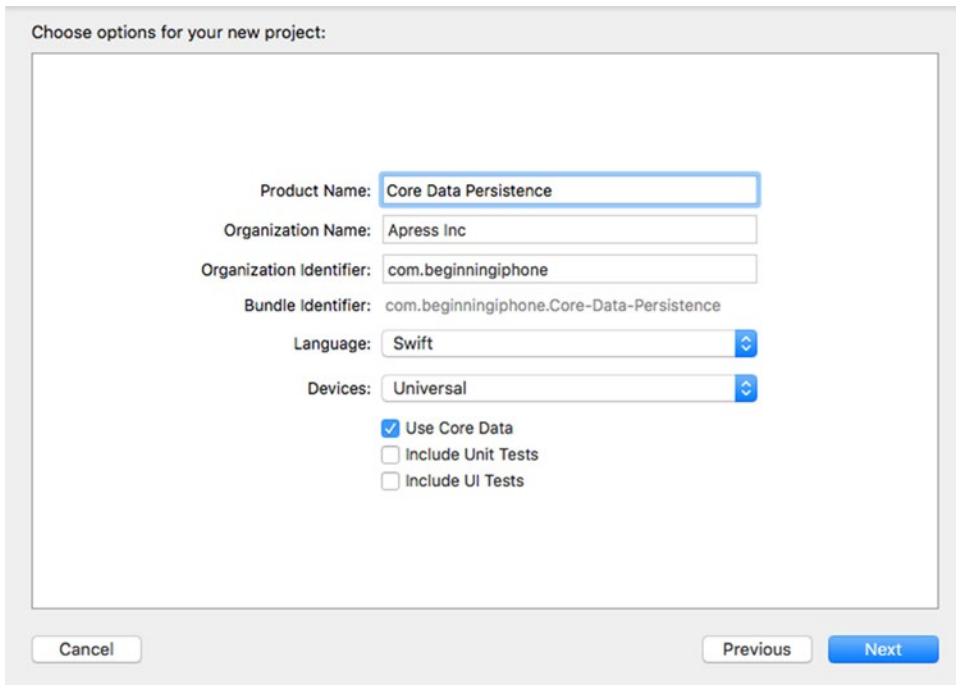 Choose options for your new project:
Product Name: Core Data Persistence
Organization Name: Apress Inc
Organization Identifier: com.beginningiphone
Bundle Identifier: com.beginningiphone.Core-Data-Persistence
Language: Swift
Devices: Universal
Use Core Data
Include Unit Tests
Include UI Tests
Cancel Previous Next